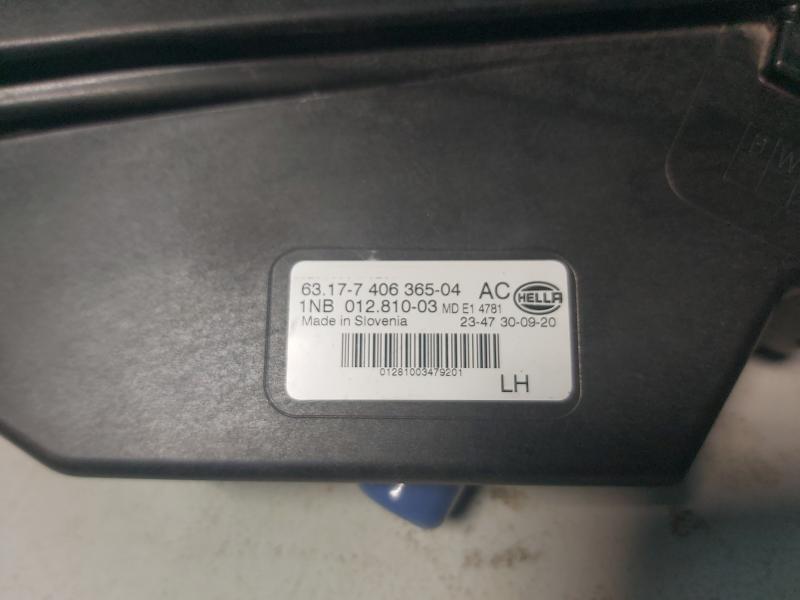 63.17-7 406 365-04 AC HELLA
1NB 012.810-03 MD E1 4781
Made in Slovenia 23-47 30-09-20
01281003479201
LH